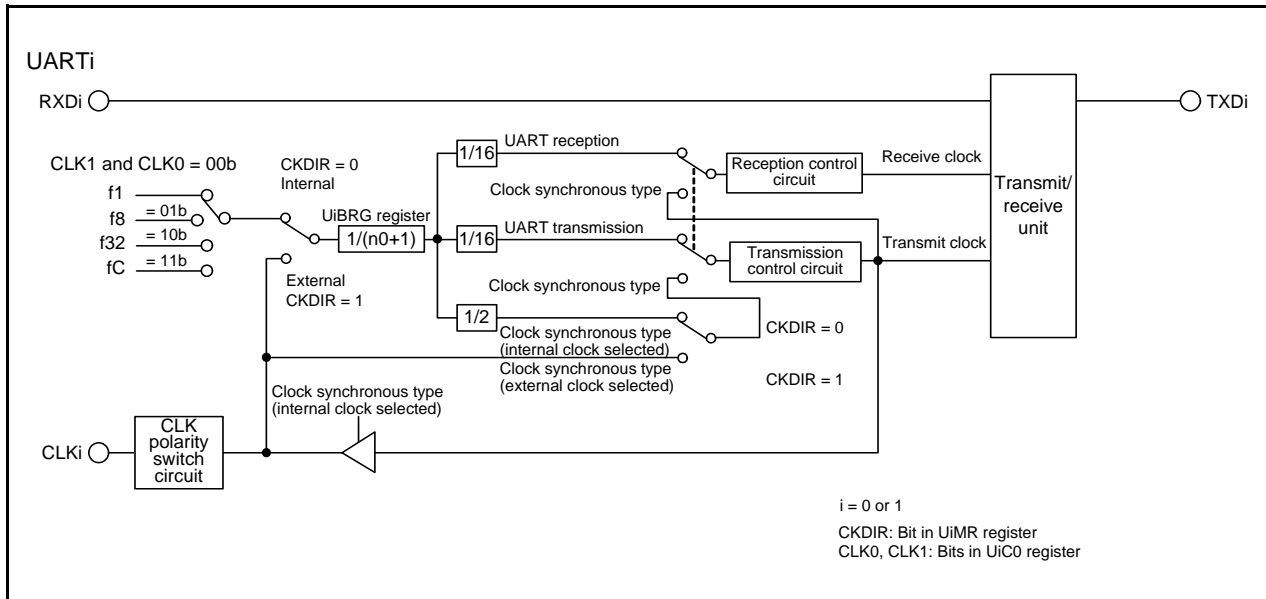 UARTi
RXDi
TXDi
CLK1 and CLK0 = 00b
f1
f8
= 01b
f32
= 10b
fC
= 11b
CKDIR = 0
Internal
External
CKDIR = 1
UiBRG register
1/(n0+1)
1/16
UART reception
Clock synchronous type
1/16
UART transmission
Clock synchronous type
1/2
Clock synchronous type
(internal clock selected)
Clock synchronous type
(external clock selected)
CKDIR = 0
CKDIR = 1
Reception control
circuit
Receive clock
Transmission
control circuit
Transmit clock
Transmit/
receive
unit
Clock synchronous type
(internal clock selected)
CLKi
CLK
polarity
switch
circuit
i = 0 or 1
CKDIR: Bit in UiMR register
CLK0, CLK1: Bits in UiC0 register